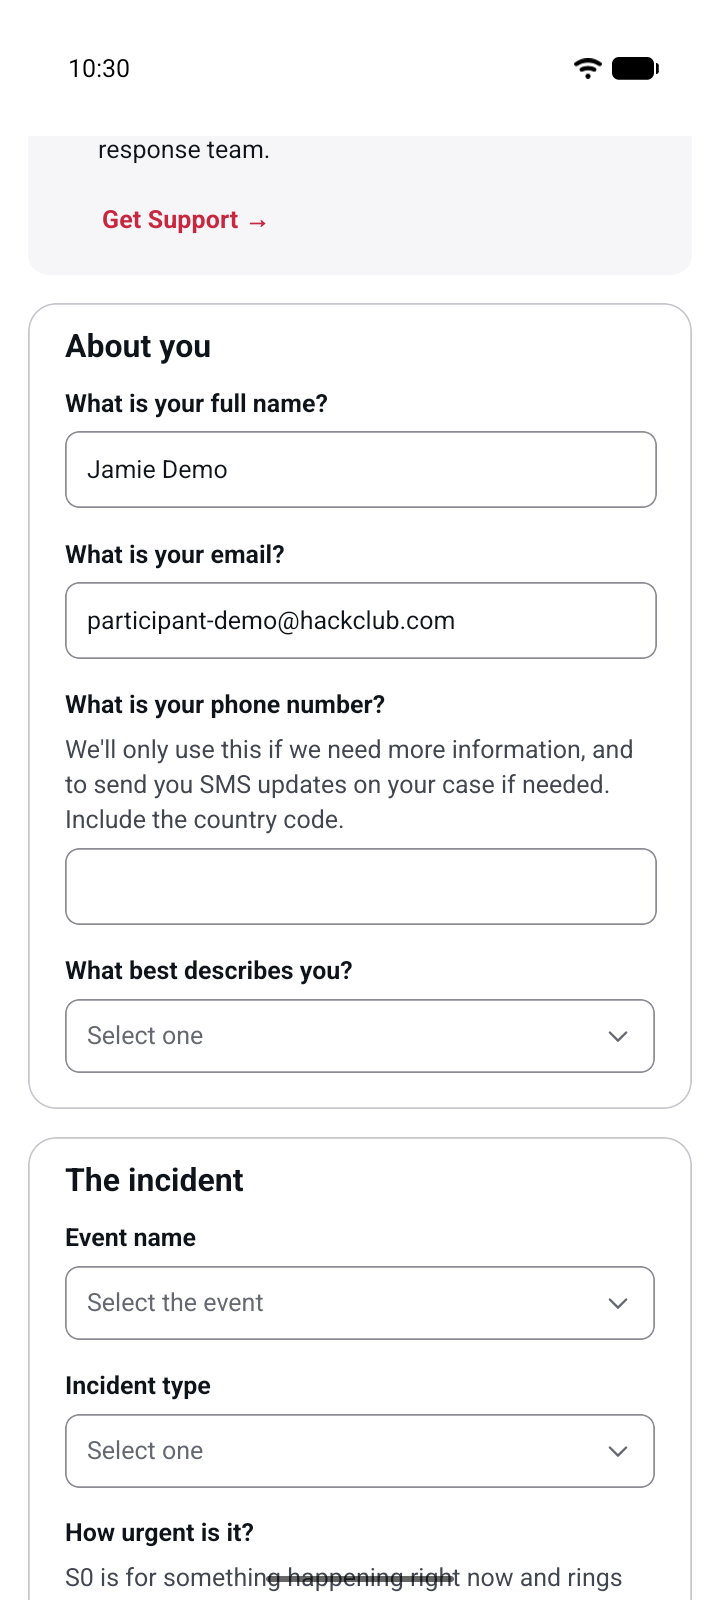 10:30
response team.
Get Support →
About you
What is your full name?
Jamie Demo
What is your email?
participant-demo@hackclub.com
What is your phone number?
We'll only use this if we need more information, and
to send you SMS updates on your case if needed.
Include the country code.
What best describes you?
Select one
The incident
Event name
Select the event
Incident type
Select one
How urgent is it?
S0 is for something happening right now and rings